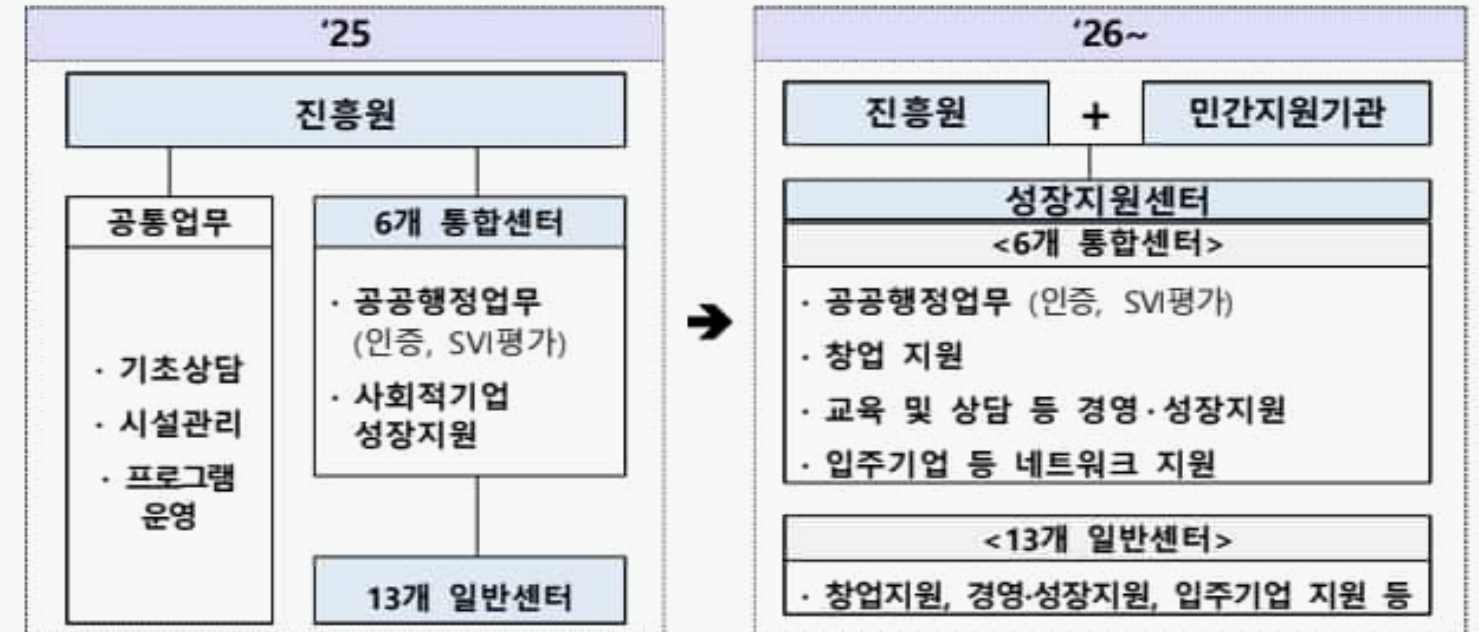 ‘25
진흥원
공통업무
· 기초상담
· 시설관리
· 프로그램
운영
6개 통합센터
· 공공행정업무
(인증, SVI평가)
· 사회적기업
성장지원
13개 일반센터
➔
‘26~
진흥원 + 민간지원기관
성장지원센터
<6개 통합센터>
· 공공행정업무 (인증, SVI평가)
· 창업 지원
· 교육 및 상담 등 경영·성장지원
· 입주기업 등 네트워크 지원
<13개 일반센터>
· 창업지원, 경영·성장지원, 입주기업 지원 등